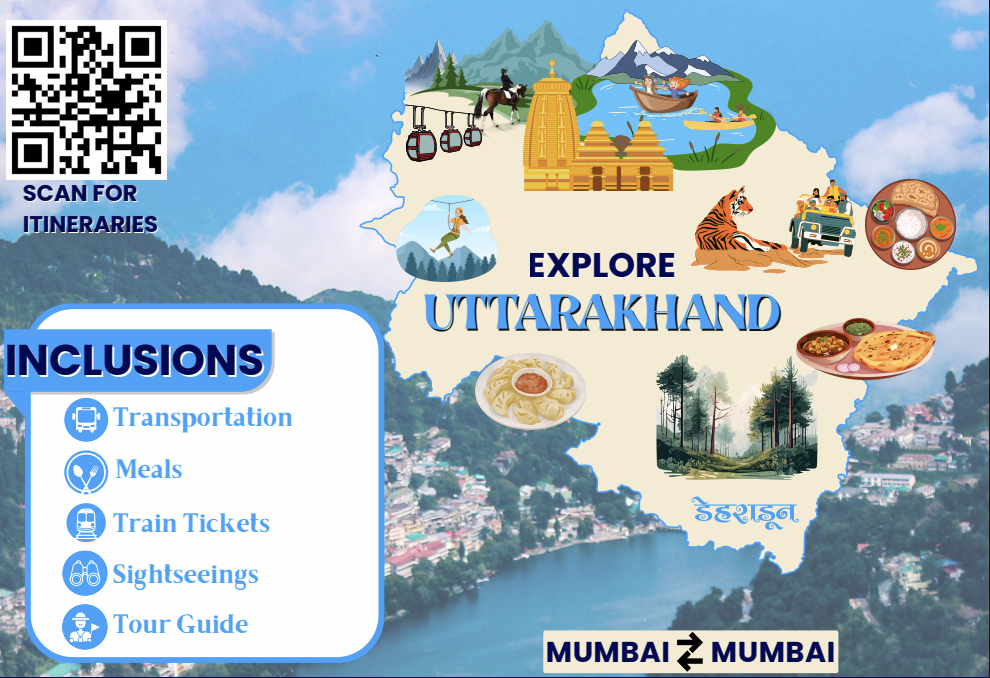 SCAN FOR
ITINERARIES
EXPLORE
UTTARAKHAND
INCLUSIONS
Transportation
Meals
Train Tickets
Sightseeings
Tour Guide
डेहराडून
MUMBAI MUMBAI